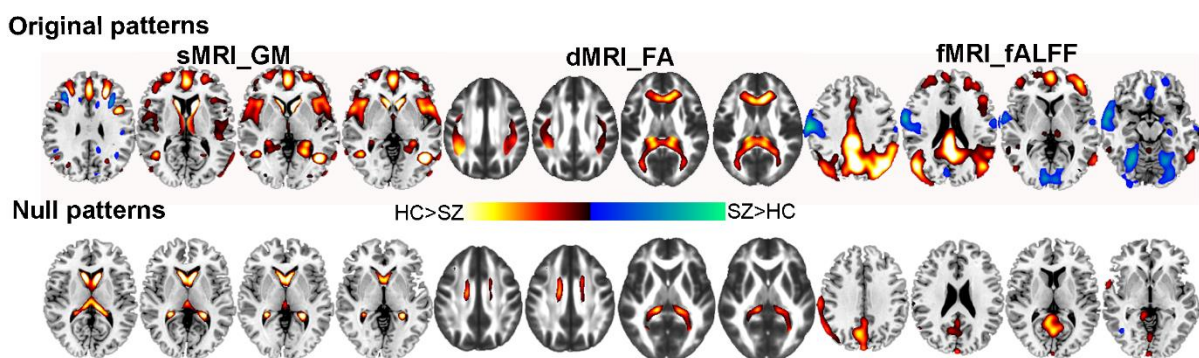 Original patterns
sMRI_GM dMRI_FA fMRI_fALFF
Null patterns
HC>SZ SZ>HC